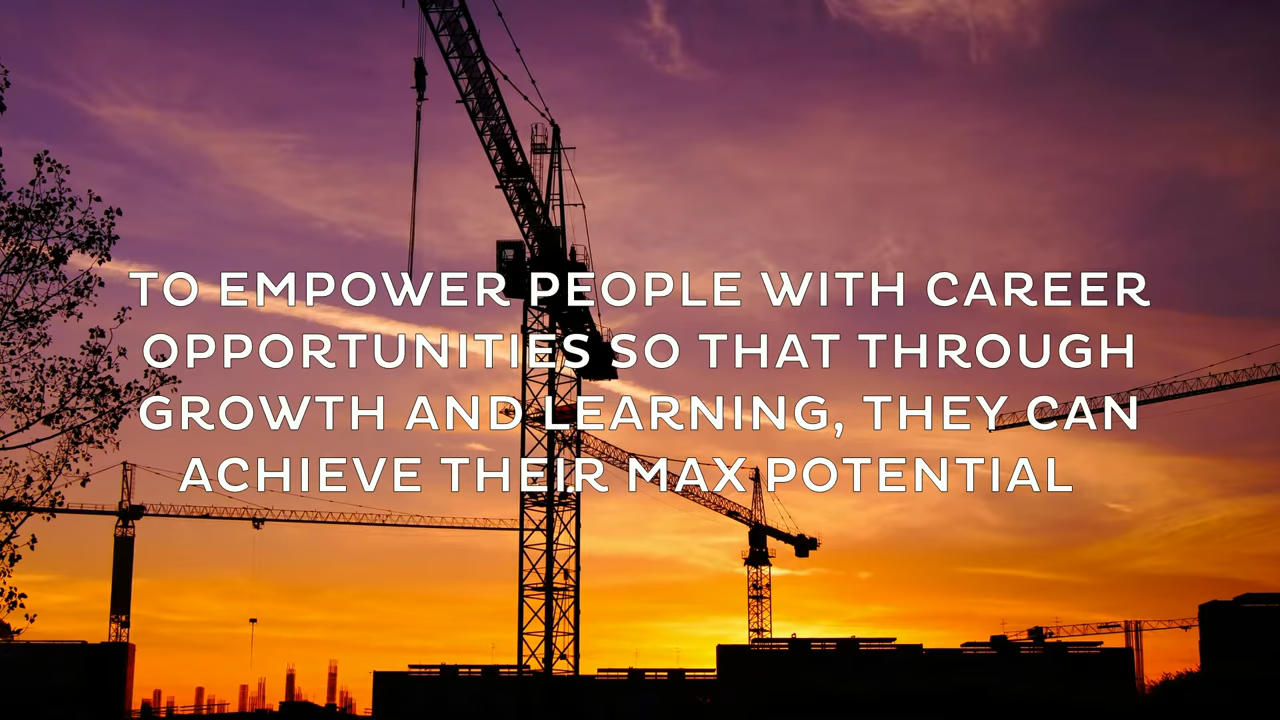 TO EMPOWER PEOPLE WITH CAREER
OPPORTUNITIES SO THAT THROUGH
GROWTH AND LEARNING, THEY CAN
ACHIEVE THEIR MAX POTENTIAL